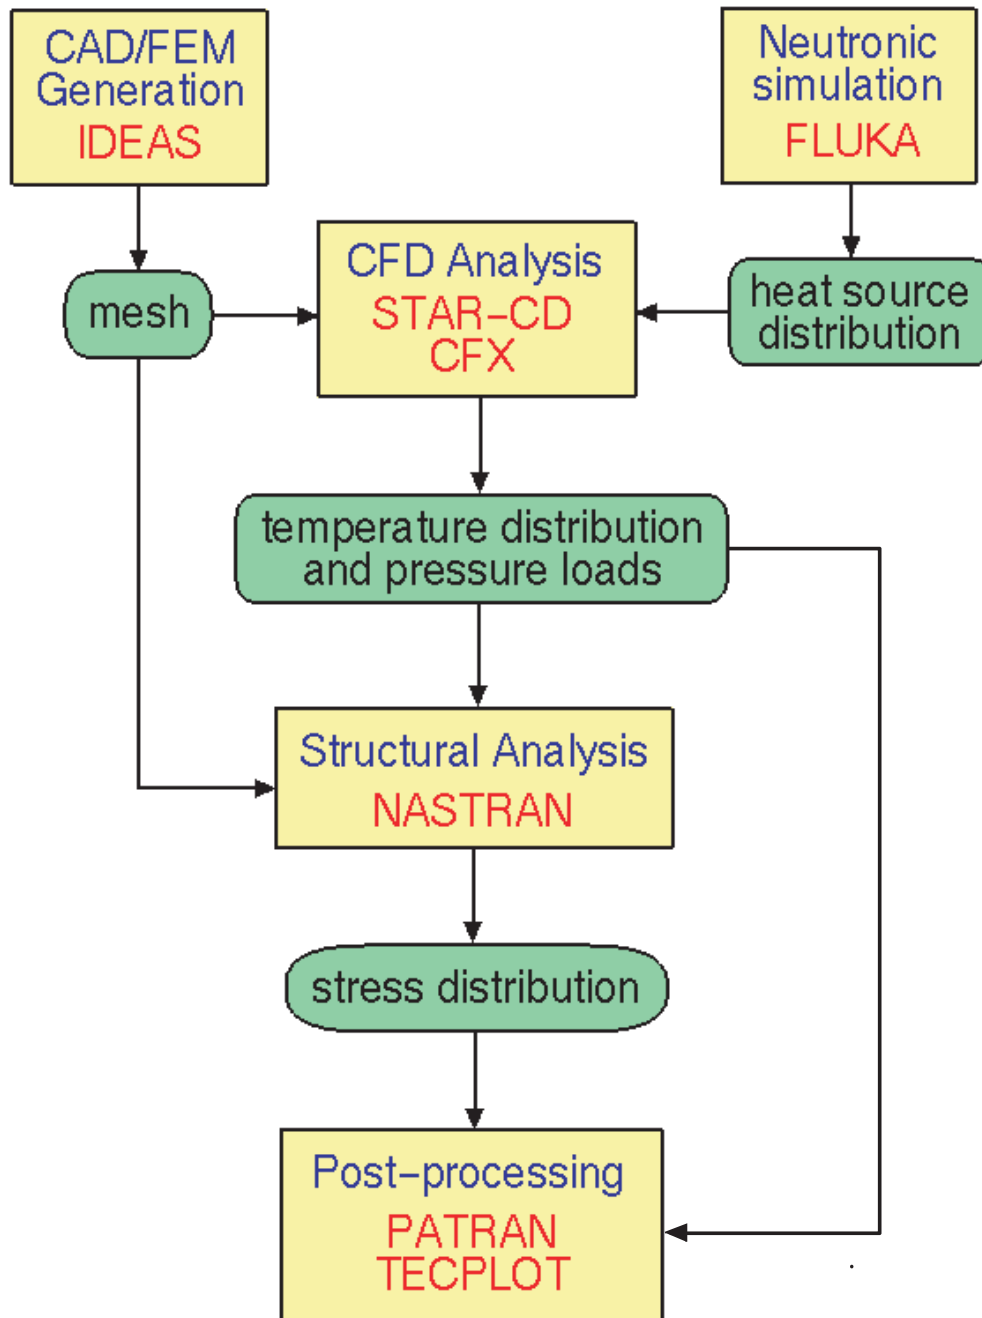 CAD/FEM
Generation
IDEAS
Neutronic
simulation
FLUKA
CFD Analysis
STAR-CD
CFX
mesh
heat source
distribution
temperature distribution
and pressure loads
Structural Analysis
NASTRAN
stress distribution
Post-processing
PATRAN
TECPLOT